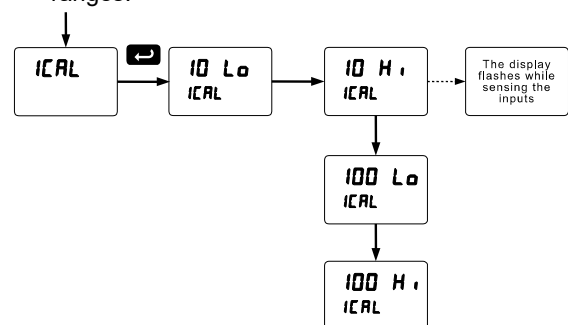 ranges.
ICAL
10 Lo
ICAL
10 Hi
ICAL
The display
flashes while
sensing the
inputs
100 Lo
ICAL
100 Hi
ICAL